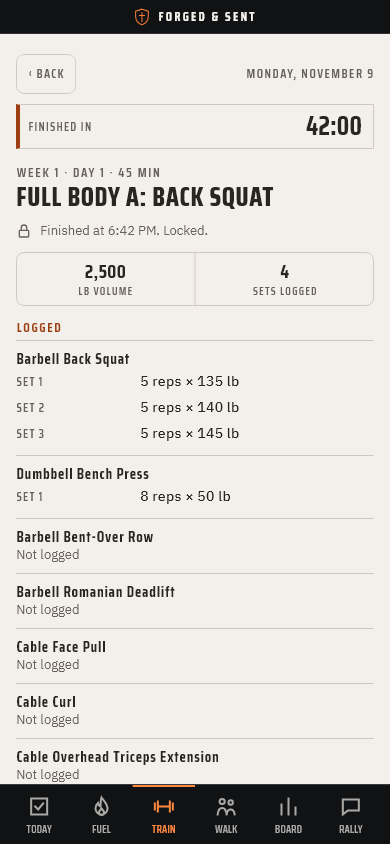 FORGED & SENT
‹ BACK
MONDAY, NOVEMBER 9
FINISHED IN
42:00
WEEK 1 · DAY 1 · 45 MIN
FULL BODY A: BACK SQUAT
Finished at 6:42 PM. Locked.
2,500
LB VOLUME
4
SETS LOGGED
LOGGED
Barbell Back Squat
SET 1 5 reps × 135 lb
SET 2 5 reps × 140 lb
SET 3 5 reps × 145 lb
Dumbbell Bench Press
SET 1 8 reps × 50 lb
Barbell Bent-Over Row
Not logged
Barbell Romanian Deadlift
Not logged
Cable Face Pull
Not logged
Cable Curl
Not logged
Cable Overhead Triceps Extension
Not logged
TODAY
FUEL
TRAIN
WALK
BOARD
RALLY